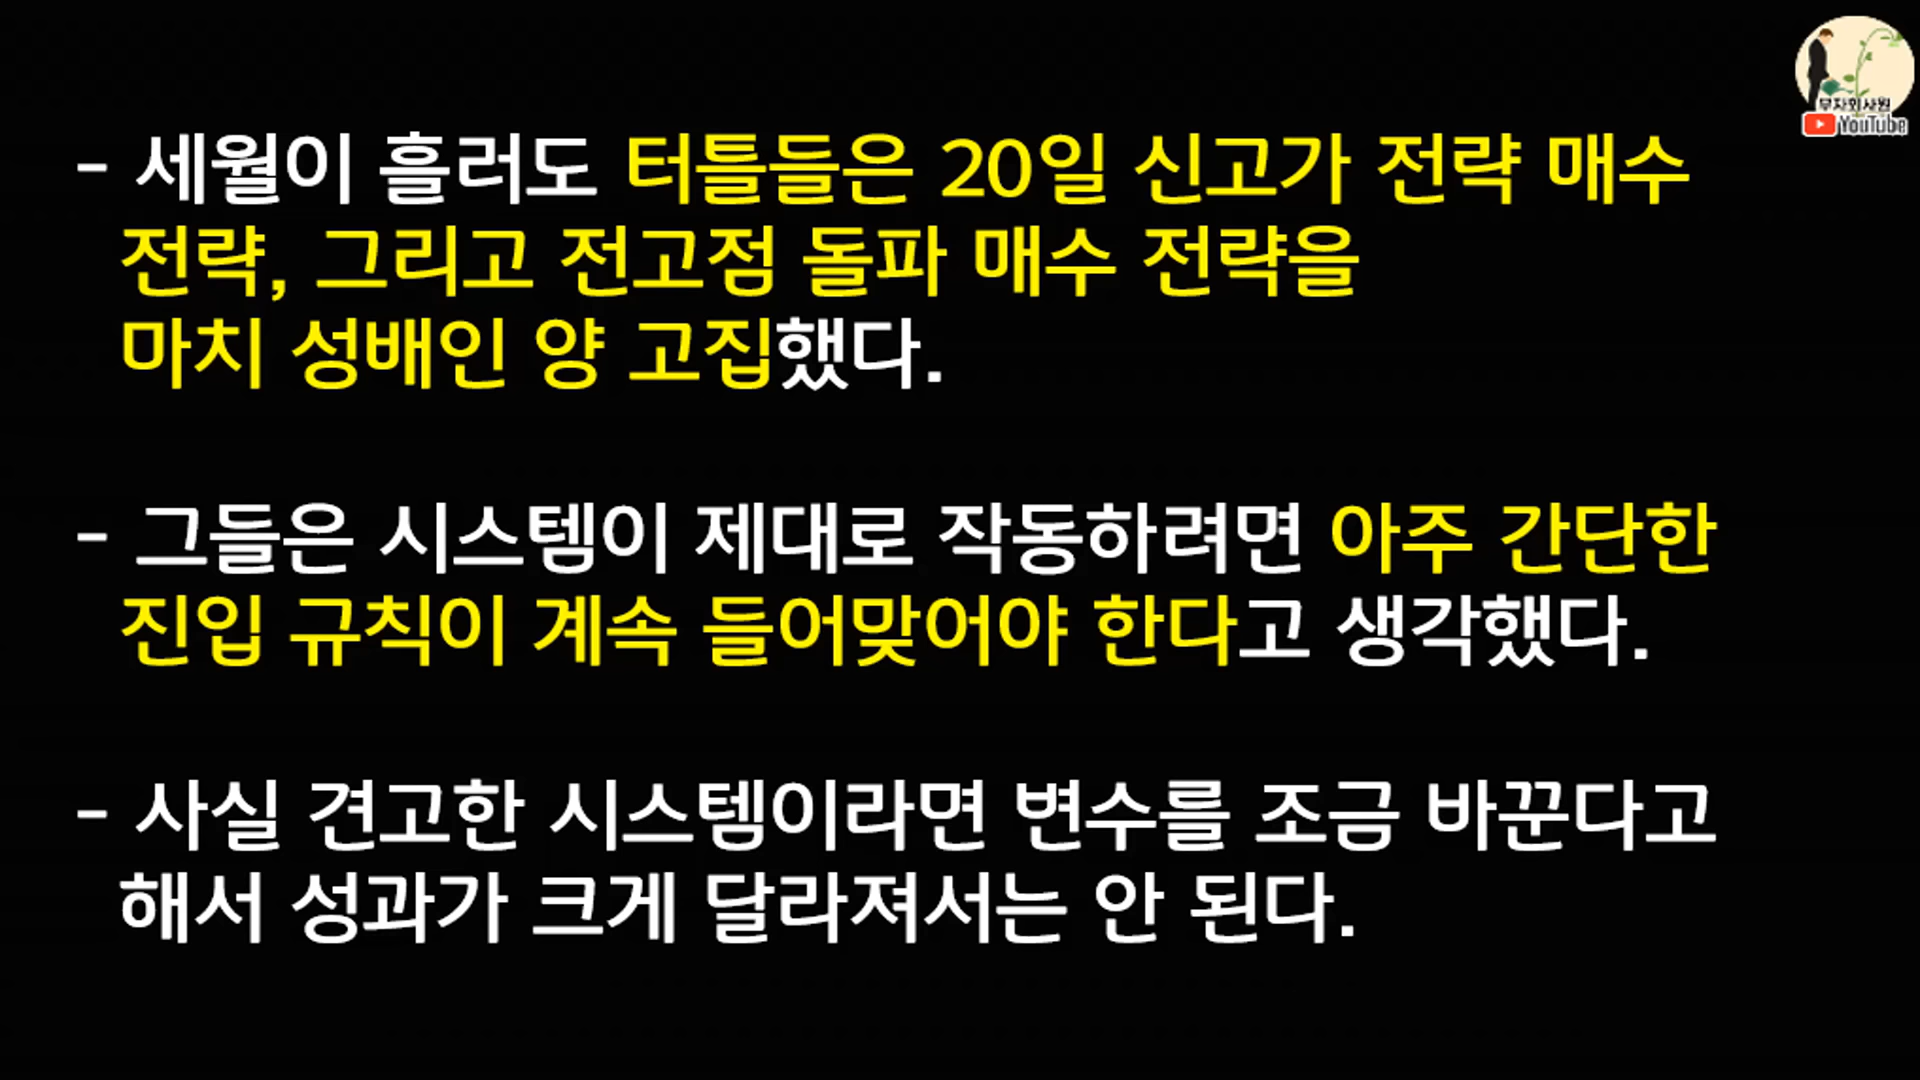 부자회사원
YouTube
- 세월이 흘러도 터틀들은 20일 신고가 전략 매수
전략, 그리고 전고점 돌파 매수 전략을
마치 성배인 양 고집했다.
- 그들은 시스템이 제대로 작동하려면 아주 간단한
진입 규칙이 계속 들어맞어야 한다고 생각했다.
- 사실 견고한 시스템이라면 변수를 조금 바꾼다고
해서 성과가 크게 달라져서는 안 된다.